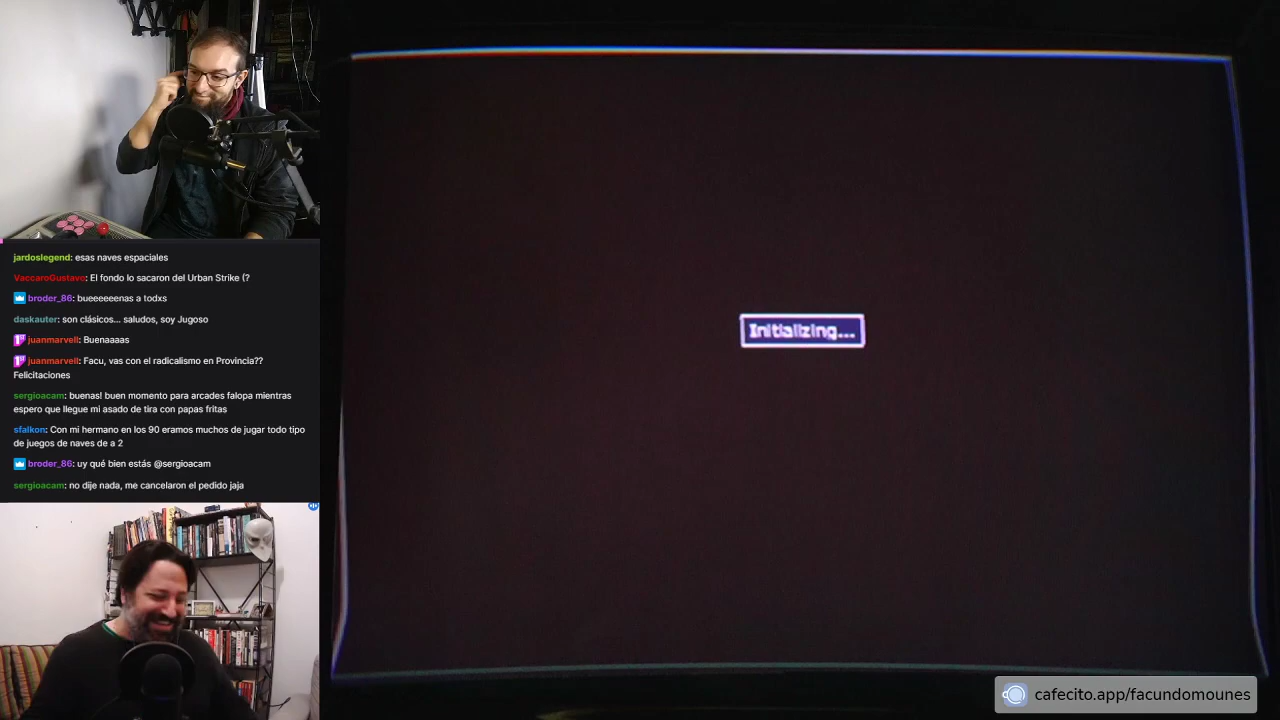 jardoslegend: esas naves espaciales
VaccaroGustavo: El fondo lo sacaron del Urban Strike (?
broder_86: bueeeeeenas a todxs
daskauter: son clásicos... saludos, soy Jugoso
juanmarvell: Buenaaaas
juanmarvell: Facu, vas con el radicalismo en Provincia??
Felicitaciones
sergioacam: buenas! buen momento para arcades falopa mientras
espero que llegue mi asado de tira con papas fritas
sfalkon: Con mi hermano en los 90 eramos muchos de jugar todo tipo
de juegos de naves de a 2
broder_86: uy qué bien estás @sergioacam
sergioacam: no dije nada, me cancelaron el pedido jaja
Initializing...
cafecito.app/facundomounes